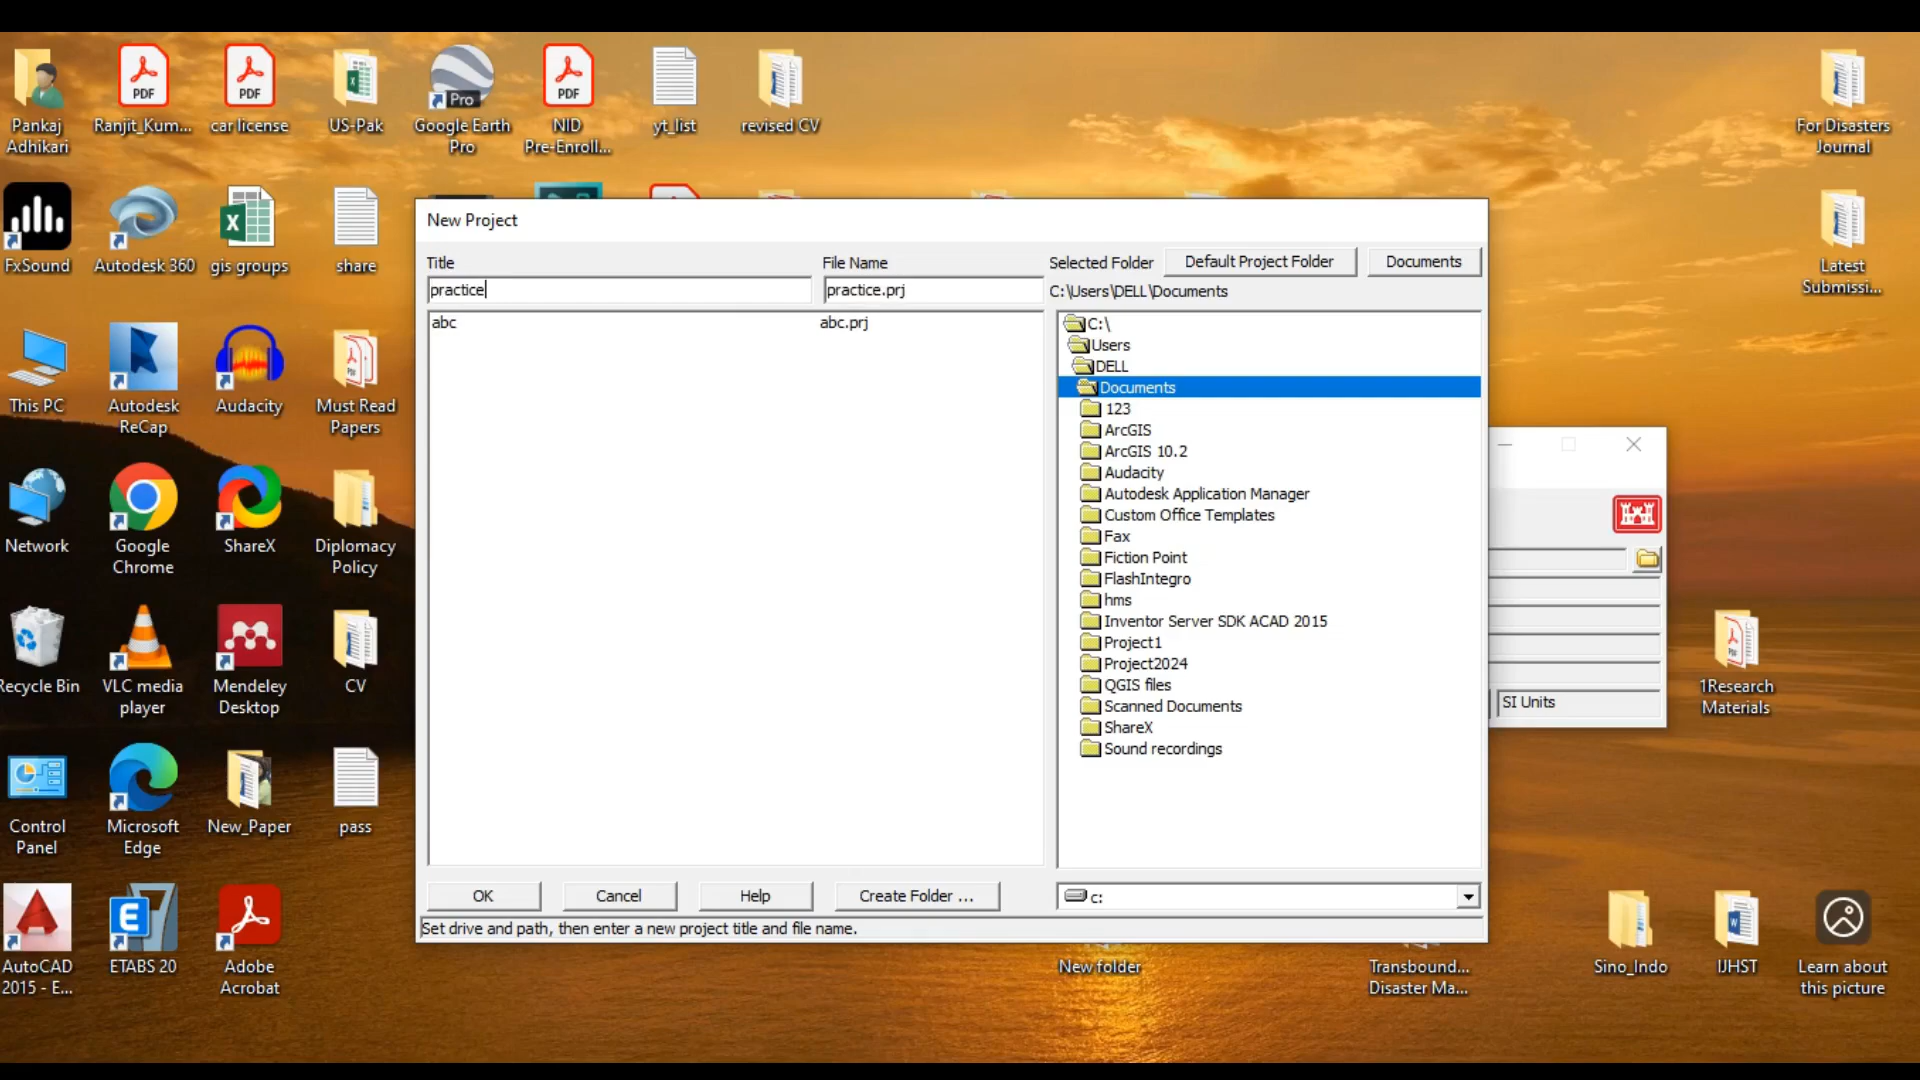 Pankaj
Adhikari
PDF
Ranjit_Kum...
PDF
car license
US-Pak
Pro
Google Earth
Pro
PDF
NID
Pre-Enroll...
yt_list
revised CV
For Disasters
Journal
FxSound
Autodesk 360
gis groups
share
Latest
Submissi...
This PC
Autodesk
ReCap
Audacity
Must Read
Papers
Network
Google
Chrome
ShareX
Diplomacy
Policy
Recycle Bin
VLC media
player
Mendeley
Desktop
CV
1Research
Materials
Control
Panel
Microsoft
Edge
New_Paper
pass
AutoCAD
2015 - E...
ETABS 20
Adobe
Acrobat
New folder
Transbound...
Disaster Ma...
Sino_Indo
IJHST
Learn about
this picture
New Project
Title
File Name
Selected Folder
Default Project Folder
Documents
practice
practice.prj
C:\Users\DELL\Documents
abc
abc.prj
C:\
Users
DELL
Documents
123
ArcGIS
ArcGIS 10.2
Audacity
Autodesk Application Manager
Custom Office Templates
Fax
Fiction Point
FlashIntegro
hms
Inventor Server SDK ACAD 2015
Project1
Project2024
QGIS files
Scanned Documents
ShareX
Sound recordings
OK
Cancel
Help
Create Folder ...
c:
Set drive and path, then enter a new project title and file name.
SI Units